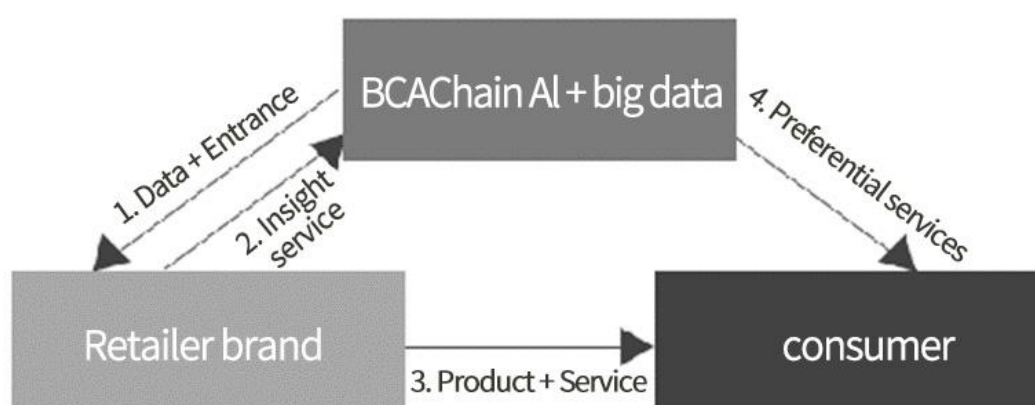 BCAChain Al + big data
1. Data + Entrance
2. Insight
service
4. Preferential services
Retailer brand
3. Product + Service
consumer